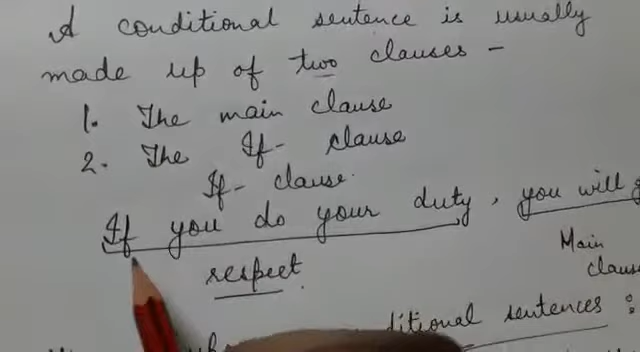 A conditional sentence is usually
made up of two clauses -
1. The main clause
2. The If - clause
If - clause.
If you do your duty, you will
Main
respect.
clause
ditional sentences :